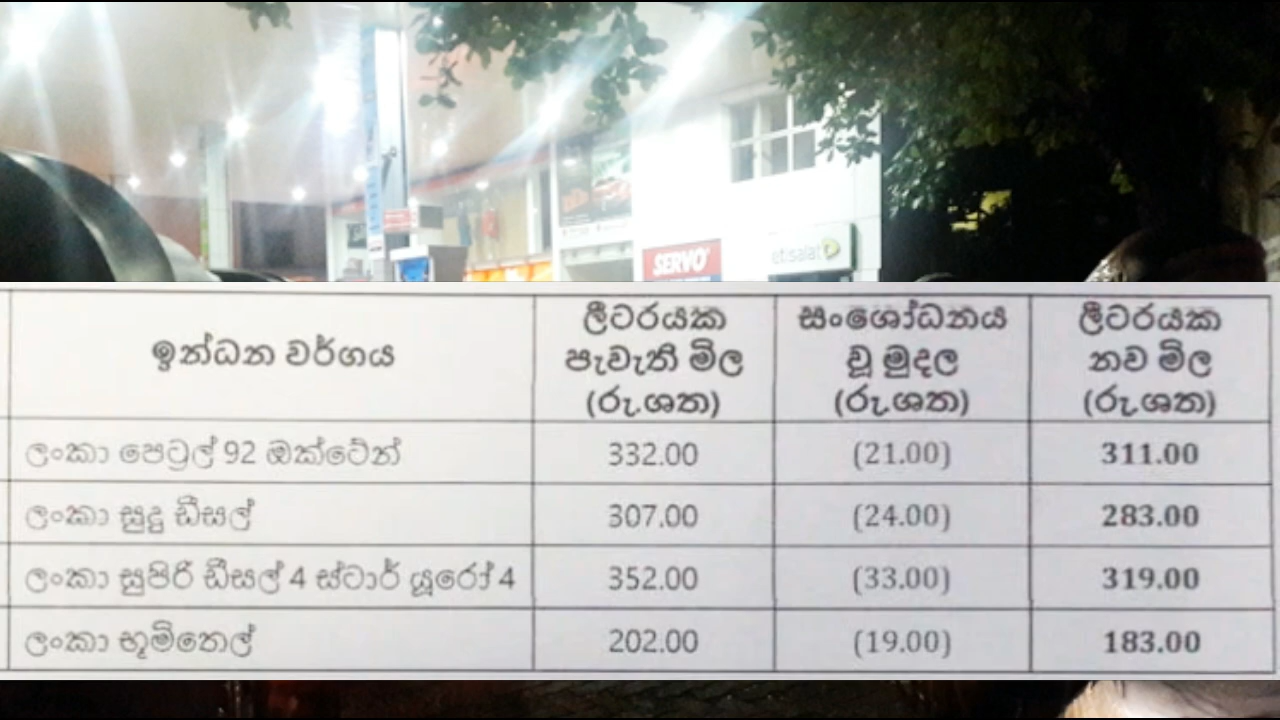 SERVO
etisalat
ඉන්ධන වර්ගය
ලීටරයක
පැවැති මිල
(රු.ශත)
සංශෝධනය
වූ මුදල
(රු.ශත)
ලීටරයක
නව මිල
(රු.ශත)
ලංකා පෙට්‍රල් 92 ඔක්ටේන් 332.00 (21.00) 311.00
ලංකා සුදු ඩීසල් 307.00 (24.00) 283.00
ලංකා සුපිරි ඩීසල් 4 ස්ටාර් යූරෝ 4 352.00 (33.00) 319.00
ලංකා භූමිතෙල් 202.00 (19.00) 183.00